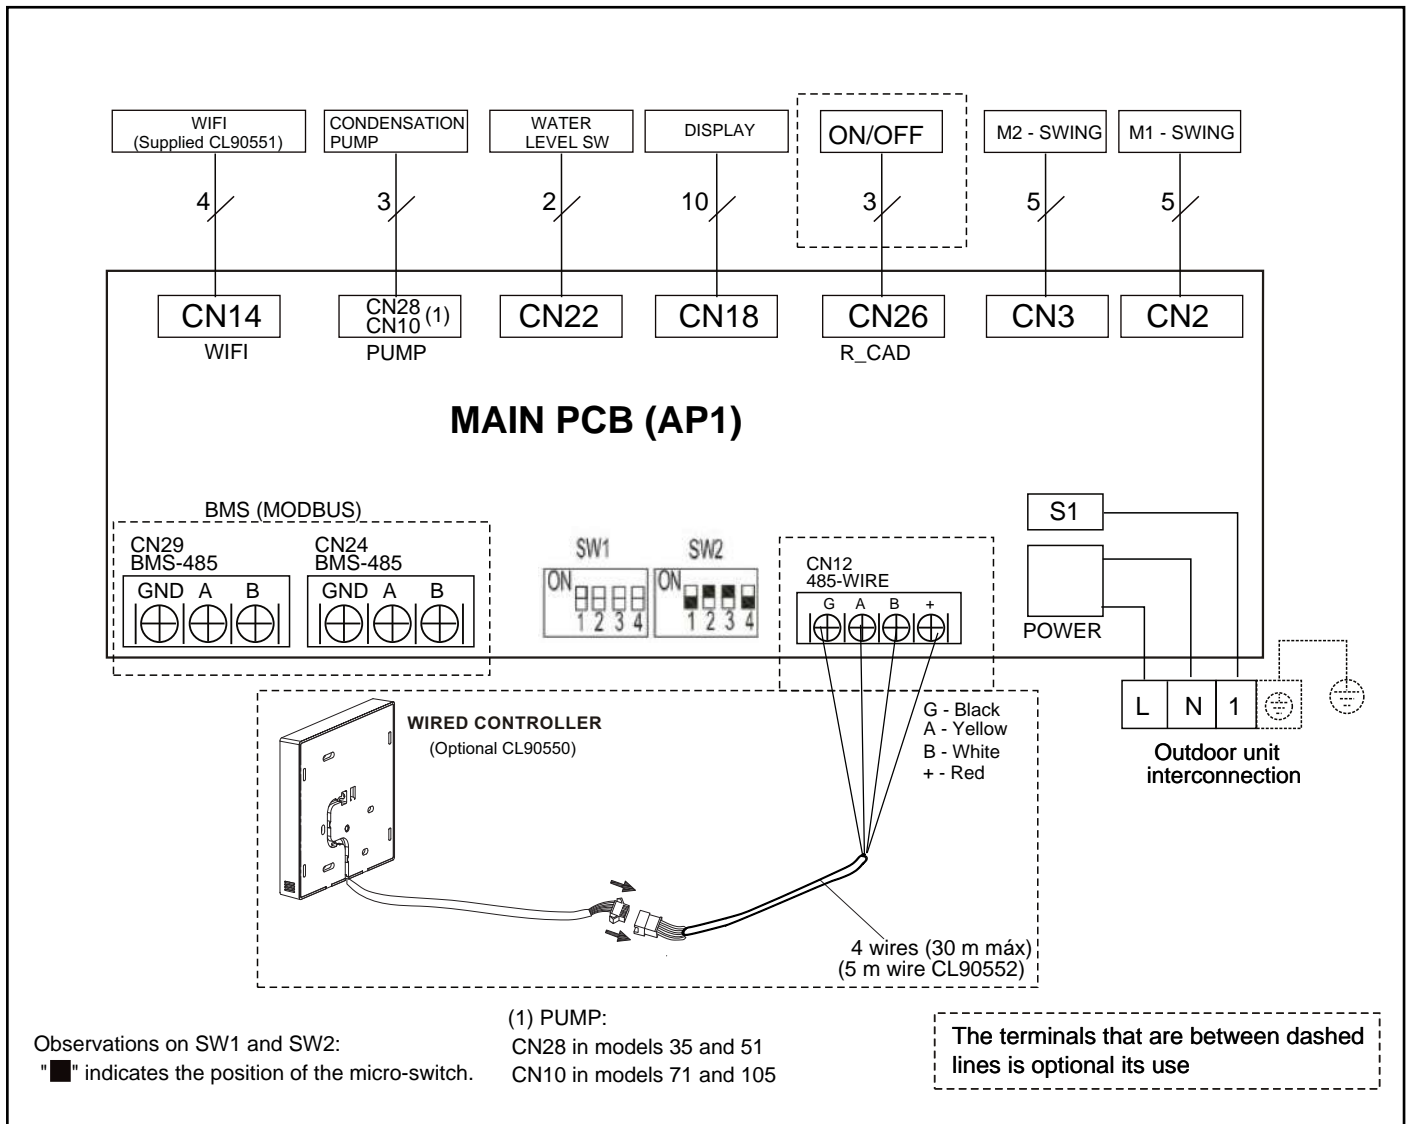 WIFI
(Supplied CL90551)
CONDENSATION
PUMP
WATER
LEVEL SW
DISPLAY
ON/OFF
M2 - SWING
M1 - SWING
4
3
2
10
3
5
5
CN14
CN28
CN10 (1)
CN22
CN18
CN26
CN3
CN2
WIFI
PUMP
R_CAD
MAIN PCB (AP1)
BMS (MODBUS)
CN29
BMS-485
GND A B
CN24
BMS-485
GND A B
SW1
ON
1 2 3 4
SW2
ON
1 2 3 4
CN12
485-WIRE
G A B +
S1
POWER
L N 1
Outdoor unit
interconnection
WIRED CONTROLLER
(Optional CL90550)
G - Black
A - Yellow
B - White
+ - Red
4 wires (30 m máx)
(5 m wire CL90552)
Observations on SW1 and SW2:
"■" indicates the position of the micro-switch.
(1) PUMP:
CN28 in models 35 and 51
CN10 in models 71 and 105
The terminals that are between dashed
lines is optional its use